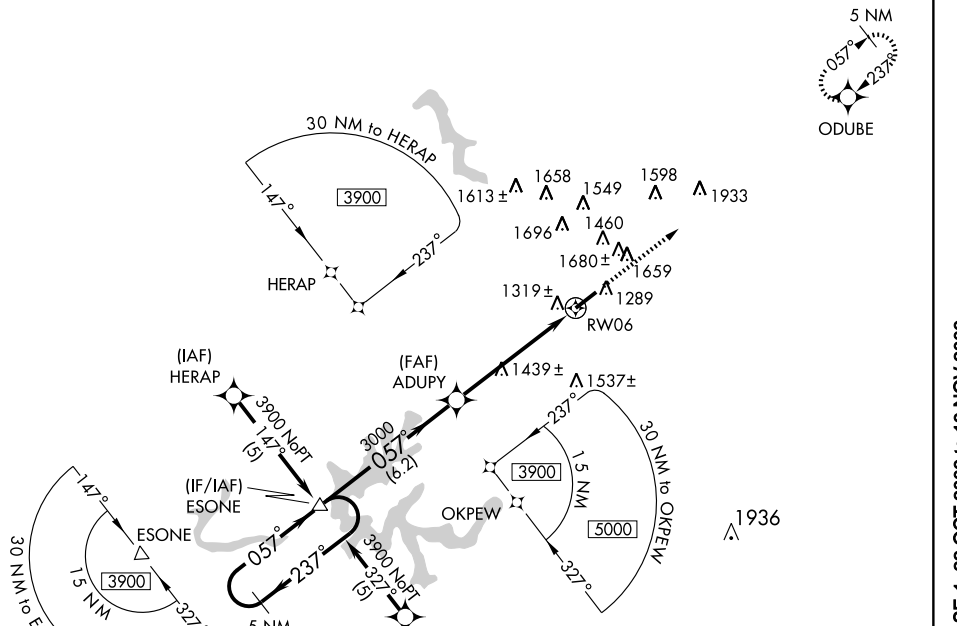 5 NM
057°
237°
ODUBE
30 NM to HERAP
147°
3900
237°
HERAP
1613 ±
1658
1549
1598
1933
1696
1460
1680 ±
1659
1319 ±
1289
RW06
(IAF)
HERAP
(FAF)
ADUPY
1439 ±
1537 ±
3900 NoPT
147°
(5)
3000
057°
(6.2)
(IF/IAF)
ESONE
237°
30 NM to OKPEW
3900
15 NM
OKPEW
5000
327°
1936
147°
ESONE
3900
15 NM
327°
057°
237°
3900 NoPT
327°
(5)
5 NM